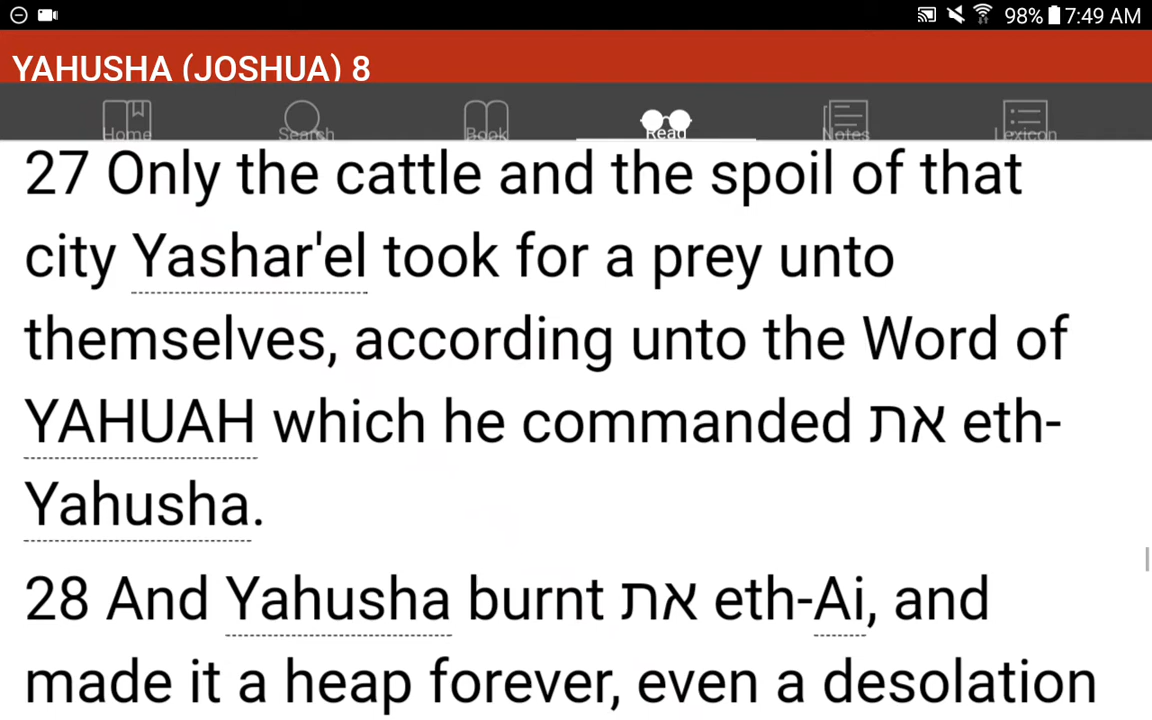 98% 7:49 AM
YAHUSHA (JOSHUA) 8
Home Search Book Read Notes Lexicon
27 Only the cattle and the spoil of that
city Yashar'el took for a prey unto
themselves, according unto the Word of
YAHUAH which he commanded את eth-
Yahusha.
28 And Yahusha burnt את eth-Ai, and
made it a heap forever, even a desolation